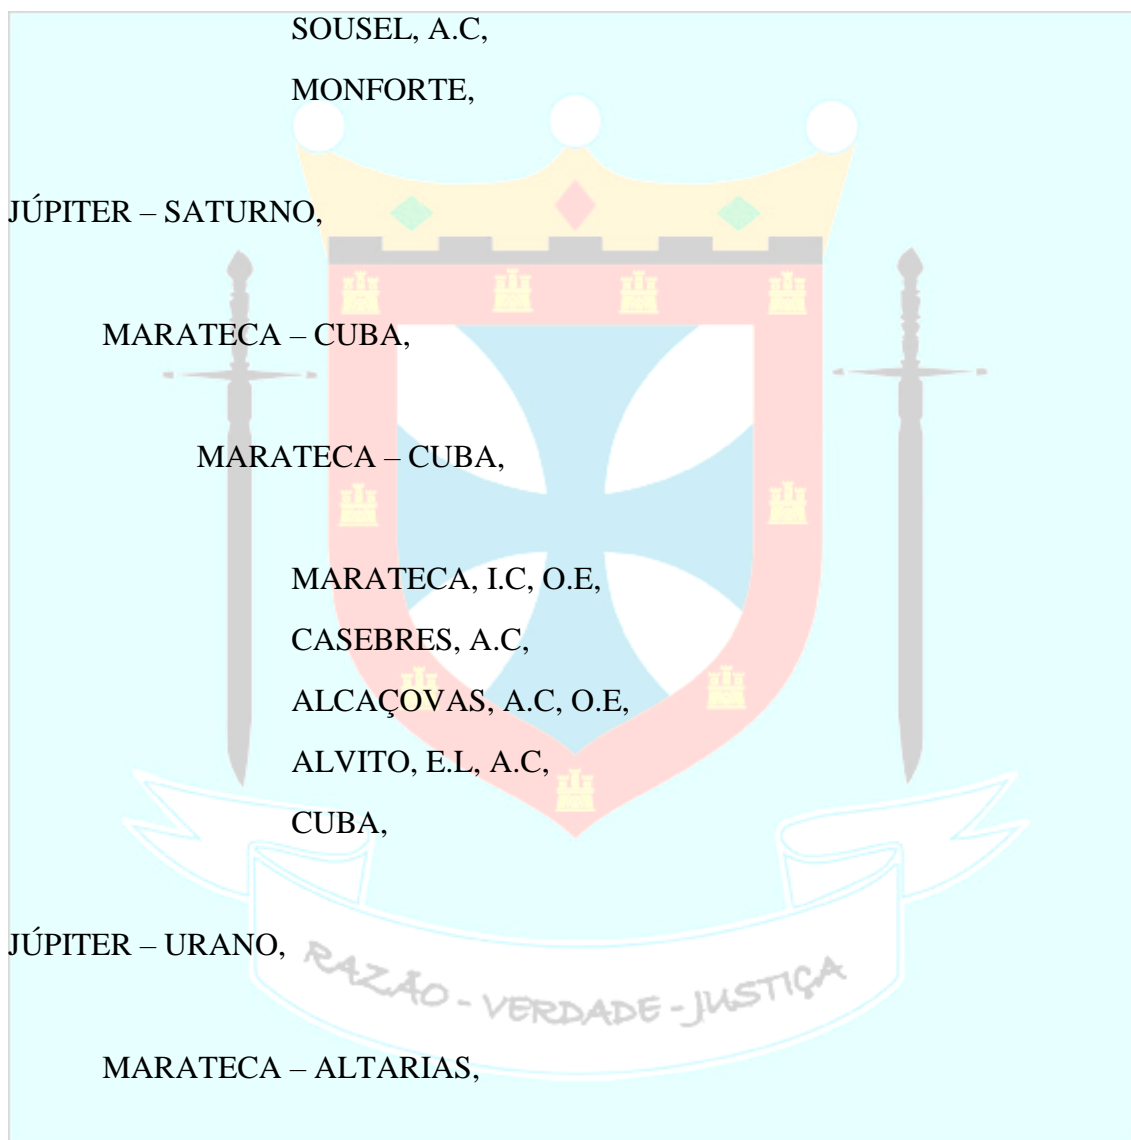 SOUSEL, A.C,
MONFORTE,
JÚPITER – SATURNO,
MARATECA – CUBA,
MARATECA – CUBA,
MARATECA, I.C, O.E,
CASEBRES, A.C,
ALCAÇOVAS, A.C, O.E,
ALVITO, E.L, A.C,
CUBA,
JÚPITER – URANO,
RAZÃO - VERDADE - JUSTIÇA
MARATECA – ALTARIAS,